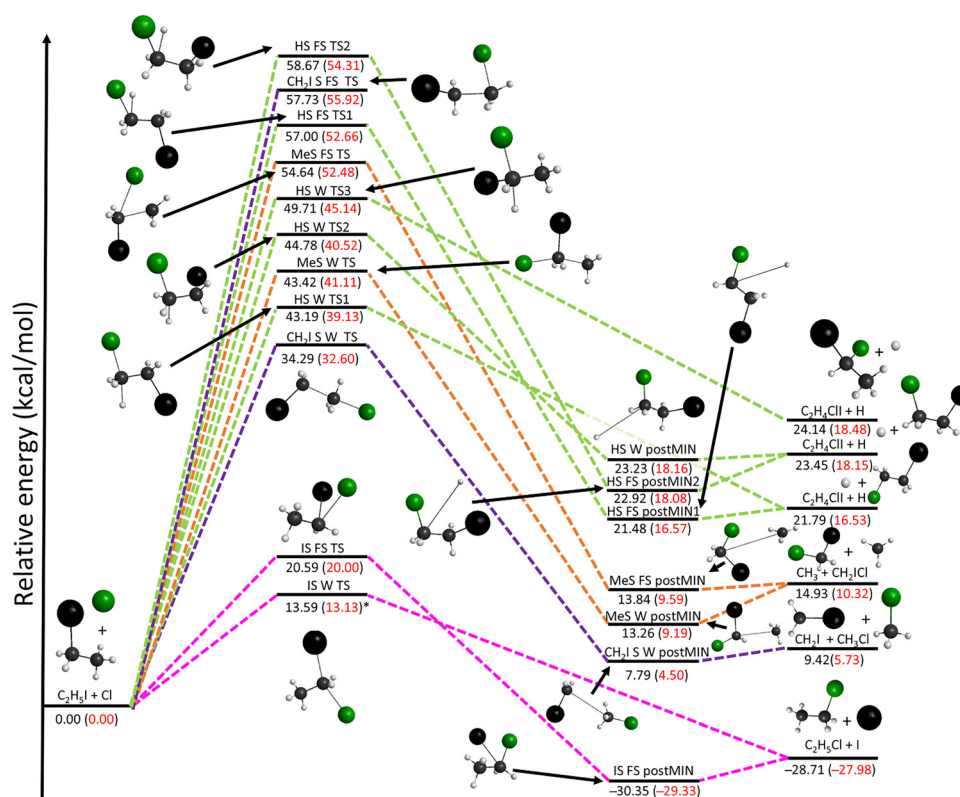 Relative energy (kcal/mol)
HS FS TS2
58.67 (54.31)
CH₂I S FS TS
57.73 (55.92)
HS FS TS1
57.00 (52.66)
MeS FS TS
54.64 (52.48)
HS W TS3
49.71 (45.14)
HS W TS2
44.78 (40.52)
MeS W TS
43.42 (41.11)
HS W TS1
43.19 (39.13)
CH₂I S W TS
34.29 (32.60)
IS FS TS
20.59 (20.00)
IS W TS
13.59 (13.13)*
+
C₂H₅I + Cl
0.00 (0.00)
HS W postMIN
23.23 (18.16)
HS FS postMIN2
22.92 (18.08)
HS FS postMIN1
21.48 (16.57)
MeS FS postMIN
13.84 (9.59)
MeS W postMIN
13.26 (9.19)
CH₂I S W postMIN
7.79 (4.50)
IS FS postMIN
–30.35 (–29.33)
+
C₂H₄ClI + H
24.14 (18.48)
+
C₂H₄ClI + H
23.45 (18.15)
+
C₂H₄ClI + H
21.79 (16.53)
+
CH₃ + CH₂ICl
14.93 (10.32)
+
CH₂I + CH₃Cl
9.42(5.73)
+
C₂H₅Cl + I
–28.71 (–27.98)